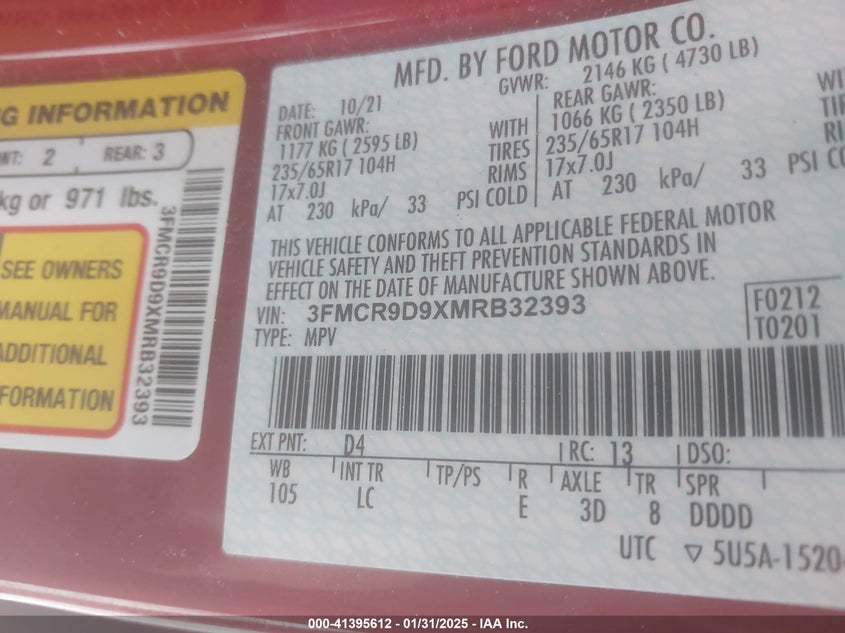 NG INFORMATION
NT: 2 REAR: 3
kg or 971 lbs.
SEE OWNERS
MANUAL FOR
ADDITIONAL
INFORMATION
3FMCR9D9XMRB32393
MFD. BY FORD MOTOR CO.
DATE: 10/21 GVWR: 2146 KG ( 4730 LB)
FRONT GAWR: REAR GAWR:
1177 KG ( 2595 LB) WITH 1066 KG ( 2350 LB) WITH
235/65R17 104H TIRES 235/65R17 104H TIRE
17x7.0J RIMS 17x7.0J RI
AT 230 kPa/ 33 PSI COLD AT 230 kPa/ 33 PSI CO
THIS VEHICLE CONFORMS TO ALL APPLICABLE FEDERAL MOTOR
VEHICLE SAFETY AND THEFT PREVENTION STANDARDS IN
EFFECT ON THE DATE OF MANUFACTURE SHOWN ABOVE.
VIN: 3FMCR9D9XMRB32393
TYPE: MPV
F0212
T0201
EXT PNT: D4 RC: 13 DSO:
WB INT TR TP/PS R AXLE TR SPR
105 LC E 3D 8 DDDD
UTC ▽ 5U5A-1520
000-41395612 - 01/31/2025 - IAA Inc.